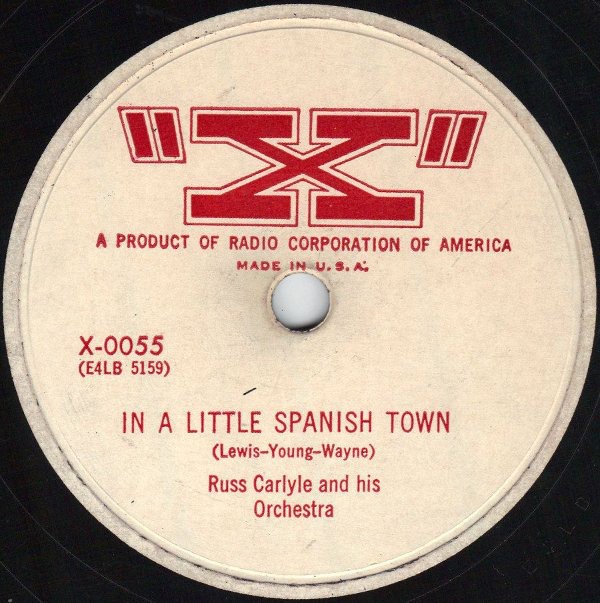 "X"
A PRODUCT OF RADIO CORPORATION OF AMERICA
MADE IN U.S.A.
X-0055
(E4LB 5159)
IN A LITTLE SPANISH TOWN
(Lewis-Young-Wayne)
Russ Carlyle and his
Orchestra